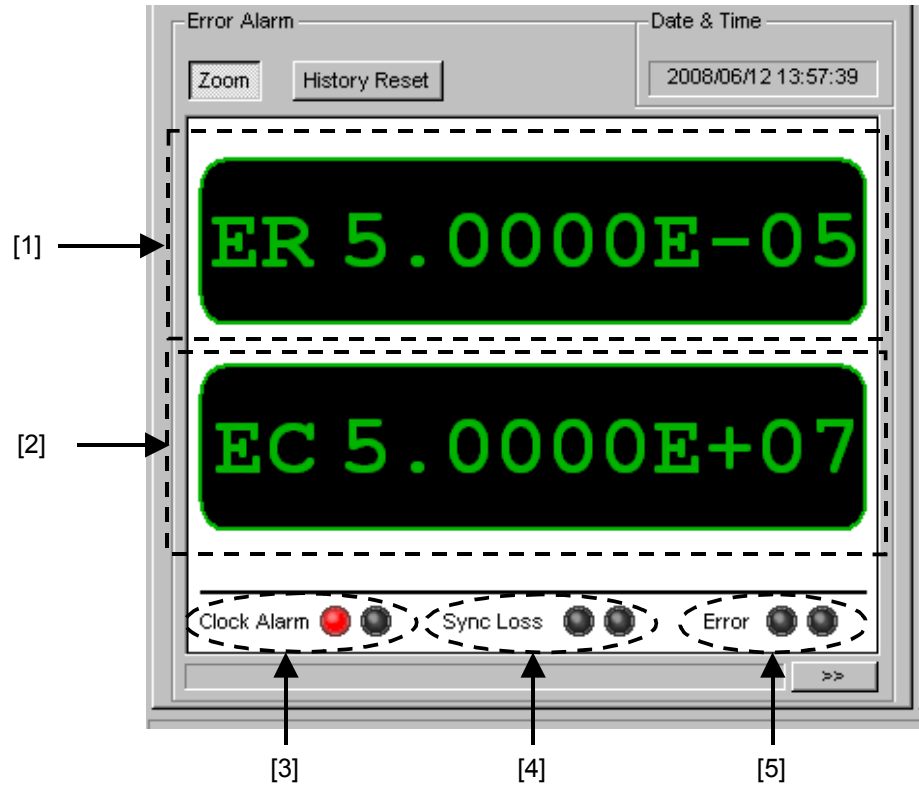 Error Alarm
Date & Time
Zoom
History Reset
2008/06/12 13:57:39
[1]
ER 5.0000E-05
[2]
EC 5.0000E+07
Clock Alarm
Sync Loss
Error
>>
[3]
[4]
[5]